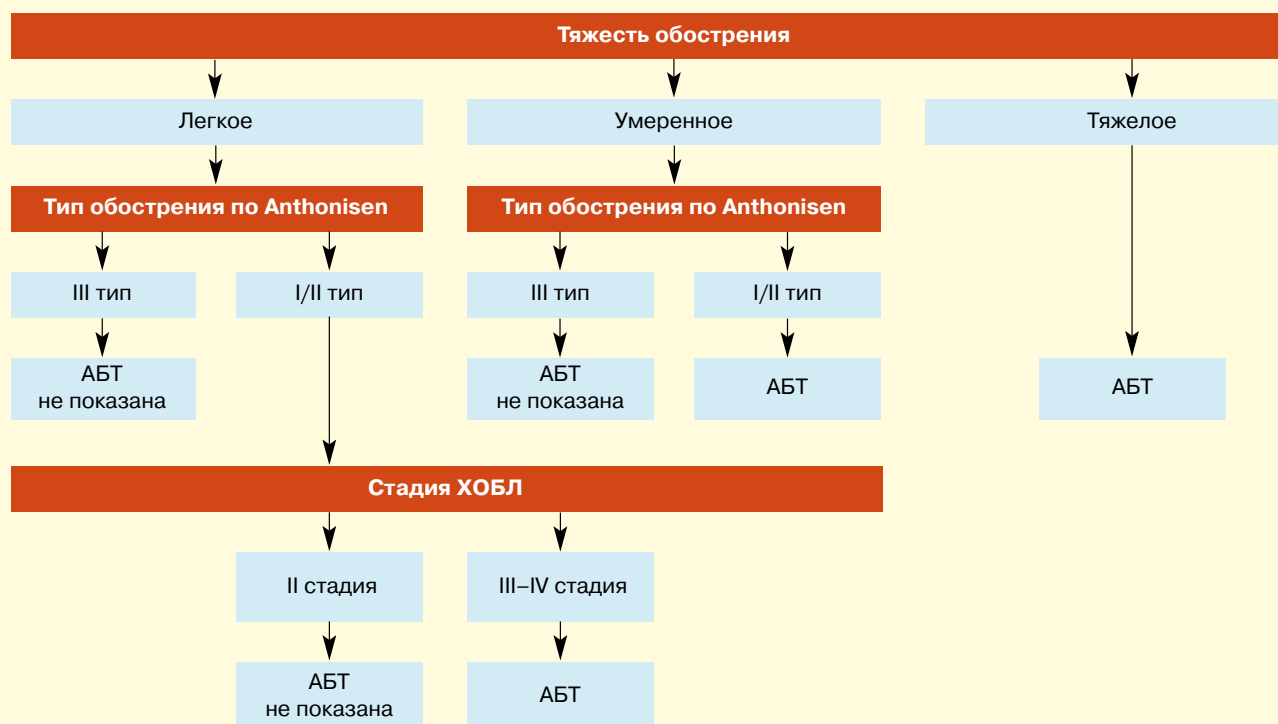 Тяжесть обострения
Легкое
Умеренное
Тяжелое
Тип обострения по Anthonisen
Тип обострения по Anthonisen
III тип
I/II тип
III тип
I/II тип
АБТ
не показана
АБТ
не показана
АБТ
АБТ
Стадия ХОБЛ
II стадия
III–IV стадия
АБТ
не показана
АБТ